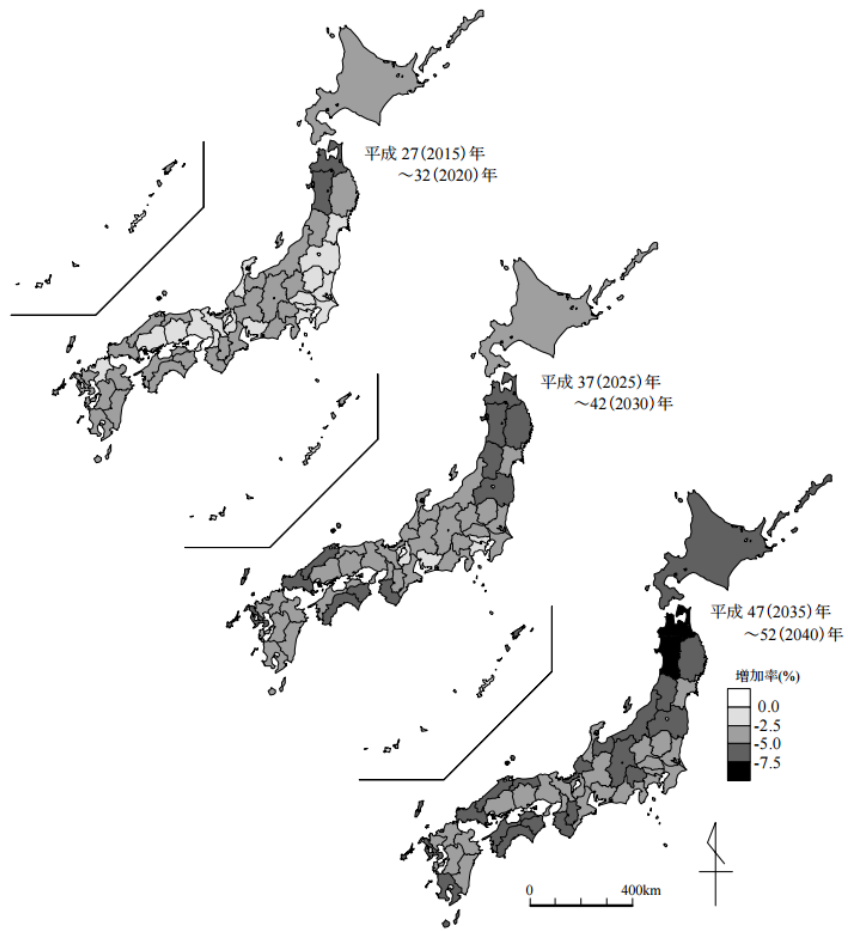 平成 27(2015)年
～32(2020)年
平成 37(2025)年
～42(2030)年
平成 47(2035)年
～52(2040)年
増加率(%)
0.0
-2.5
-5.0
-7.5
0 400km